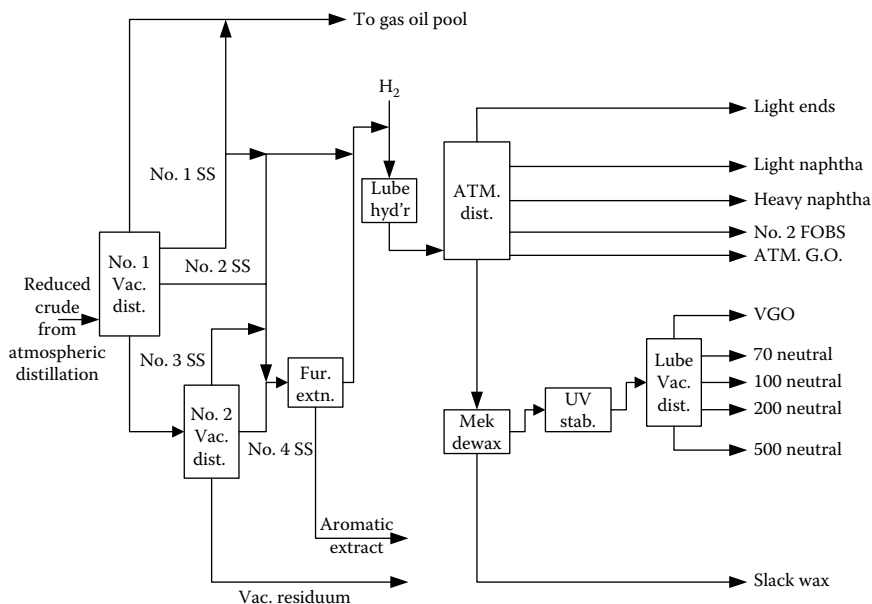 To gas oil pool
H2
Light ends
No. 1 SS
Lube
hyd'r
ATM.
dist.
Light naphtha
Heavy naphtha
No. 2 FOBS
ATM. G.O.
No. 1
Vac.
dist.
No. 2 SS
Reduced
crude
from
atmospheric
distillation
No. 3 SS
No. 2
Vac.
dist.
No. 4 SS
Fur.
extn.
Mek
dewax
UV
stab.
Lube
Vac.
dist.
VGO
70 neutral
100 neutral
200 neutral
500 neutral
Aromatic
extract
Vac. residuum
Slack wax